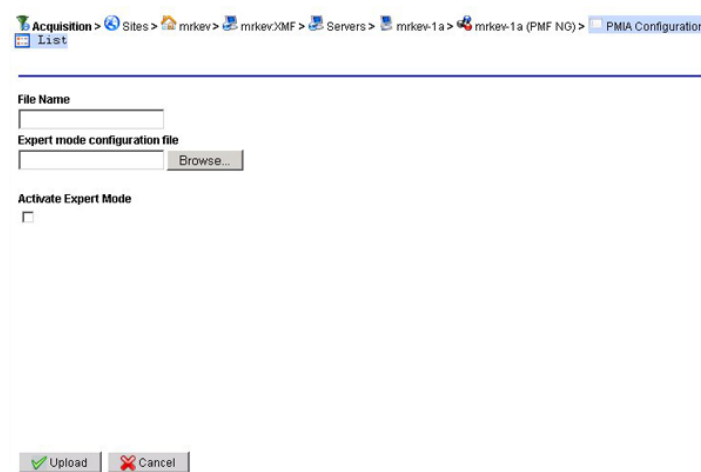 Acquisition > Sites > mrkev > mrkev:XMF > Servers > mrkev-1a > mrkev-1a (PMF NG) > PMIA Configuration
List
File Name
Expert mode configuration file
Browse...
Activate Expert Mode
Upload Cancel